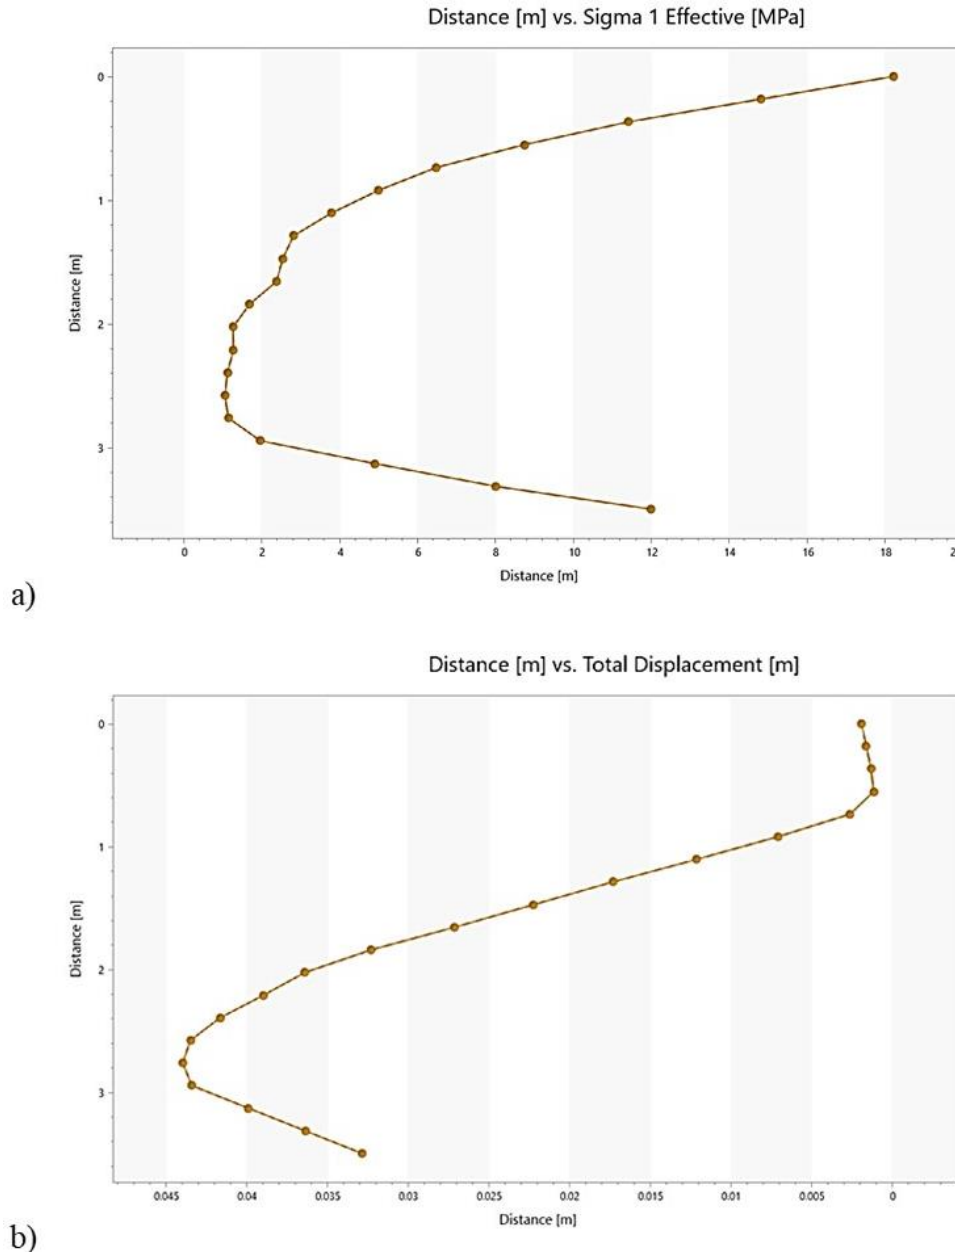 Distance [m] vs. Sigma 1 Effective [MPa]
0
1
2
3
Distance [m]
0 2 4 6 8 10 12 14 16 18
Distance [m]
a)
Distance [m] vs. Total Displacement [m]
0
1
2
3
Distance [m]
0.045 0.04 0.035 0.03 0.025 0.02 0.015 0.01 0.005 0
Distance [m]
b)